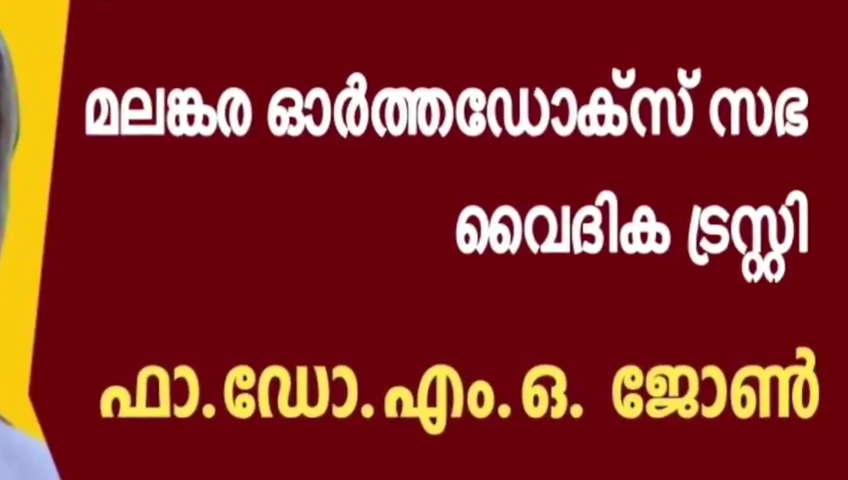 മലങ്കര ഓർത്തഡോക്സ് സഭ
വൈദിക ട്രസ്റ്റി
ഫാ.ഡോ.എം.ഒ. ജോൺ